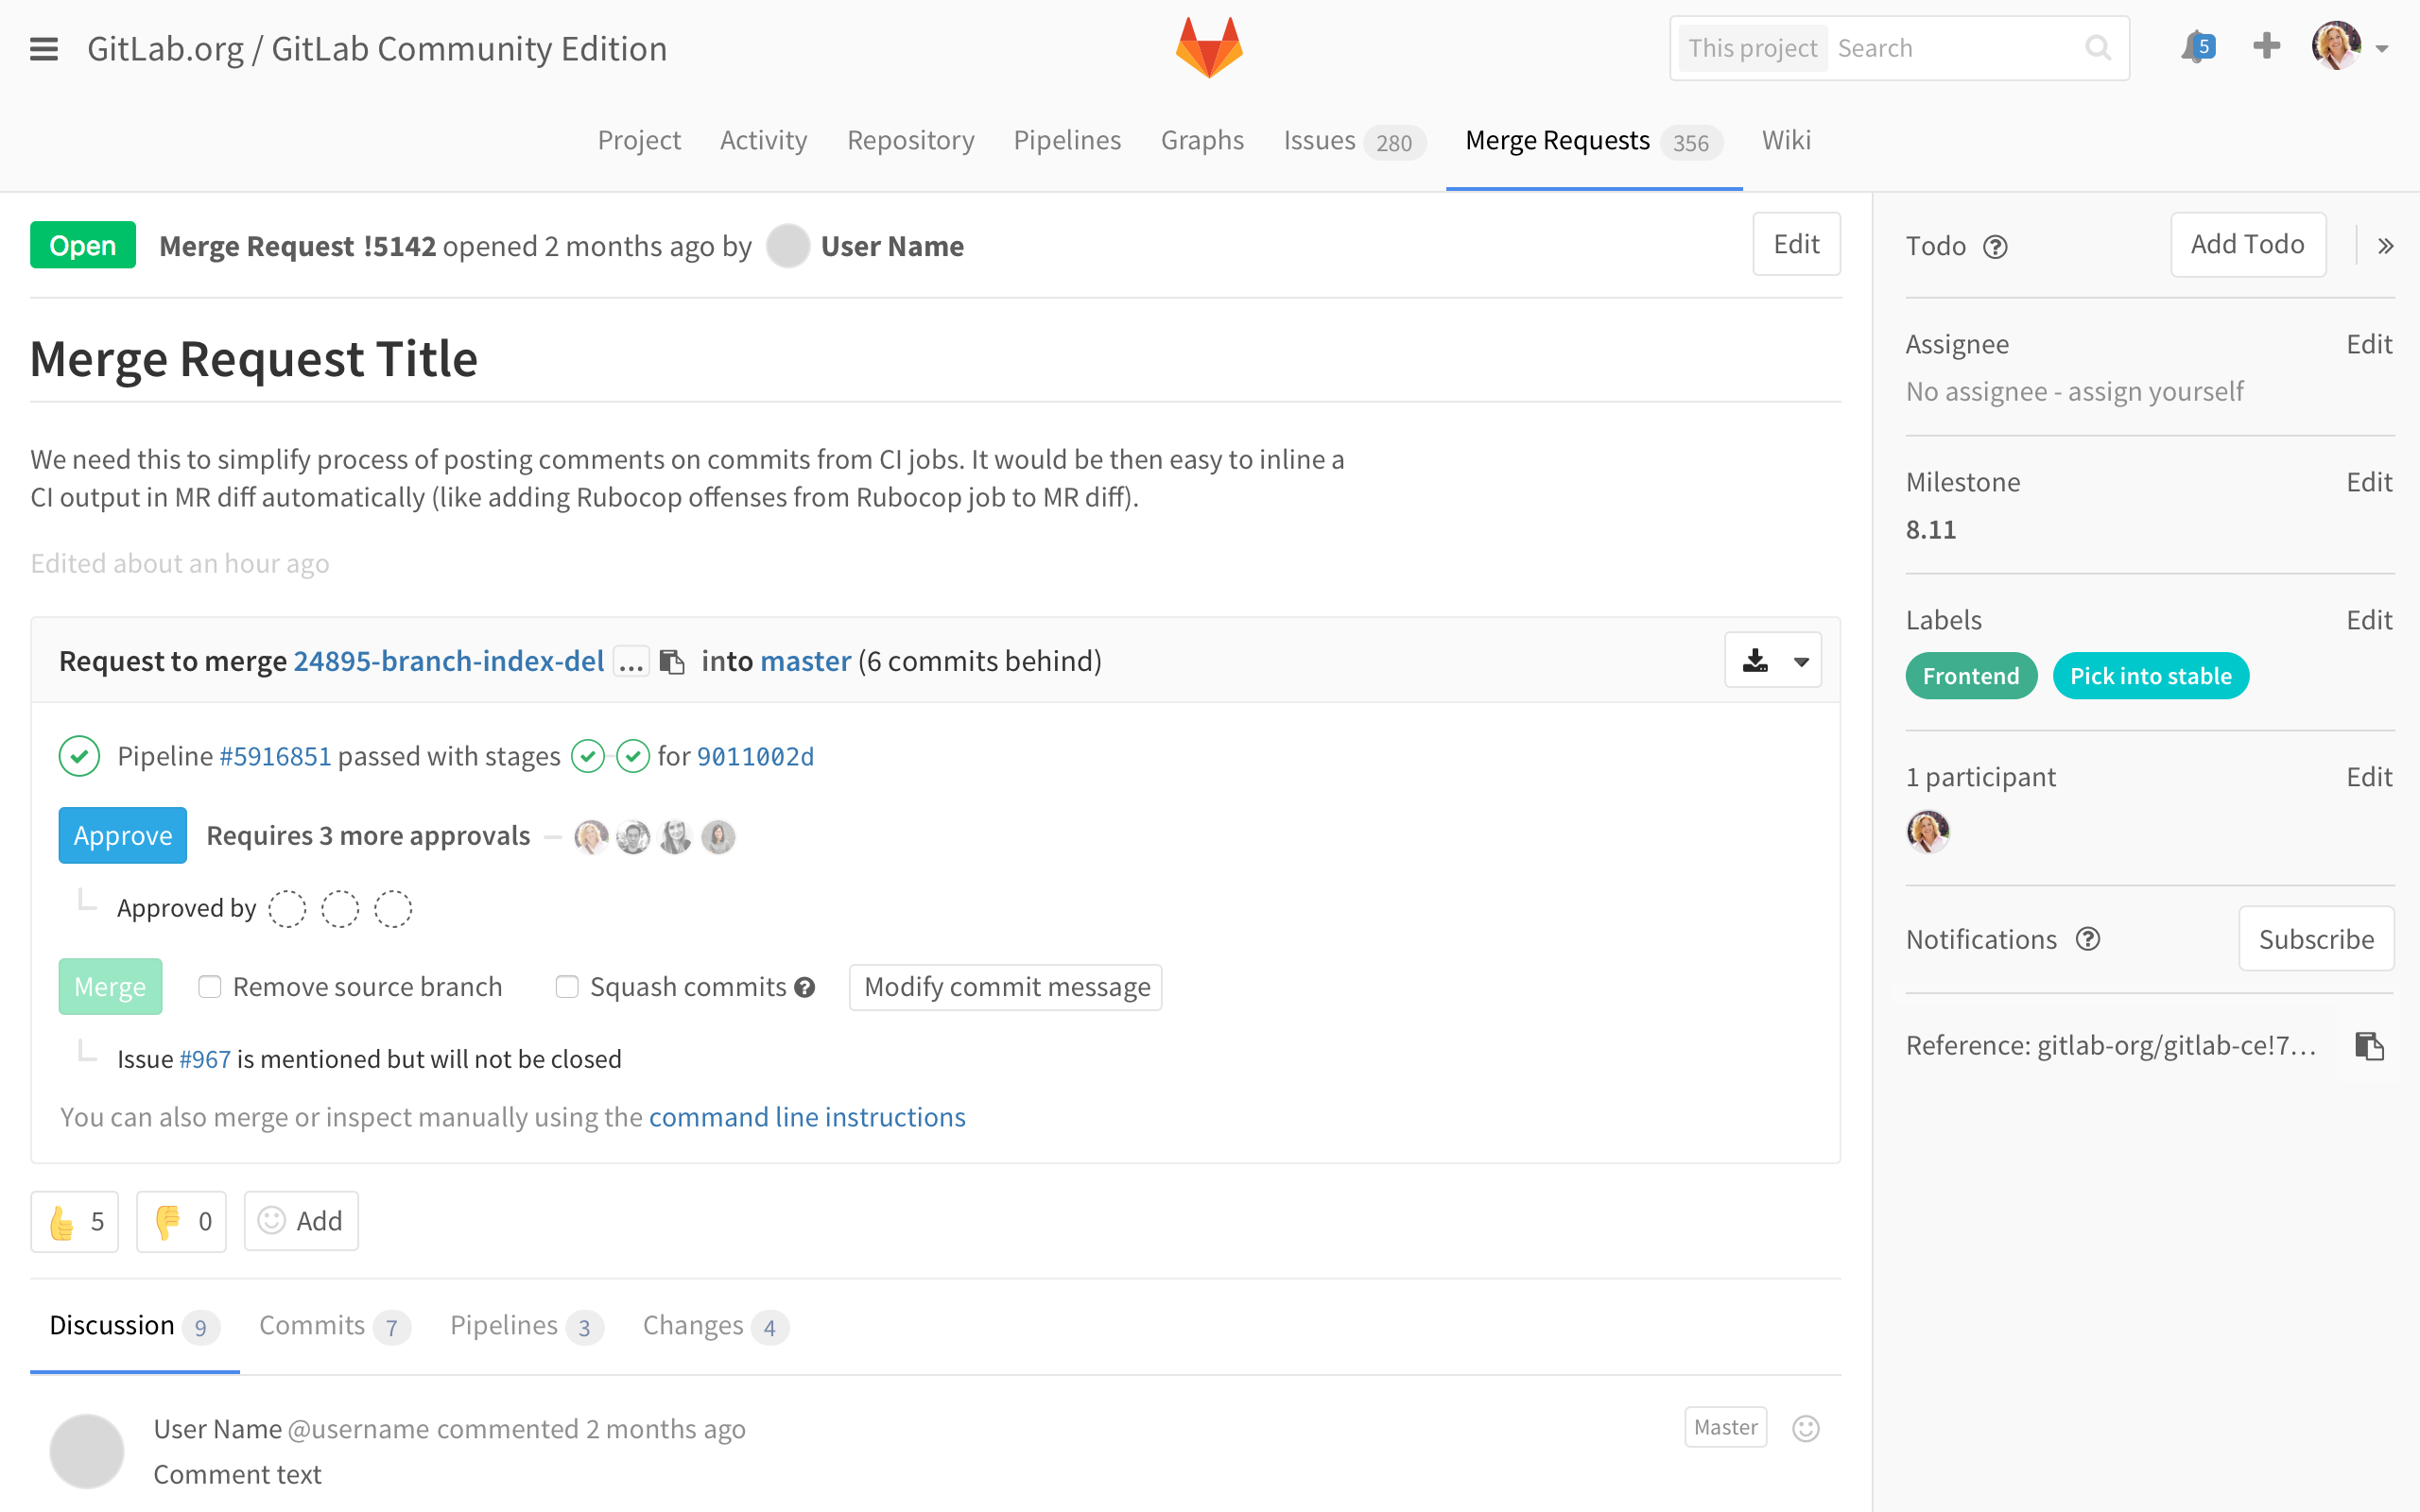 GitLab.org / GitLab Community Edition
This project Search
5
Project Activity Repository Pipelines Graphs Issues 280 Merge Requests 356 Wiki
Open Merge Request !5142 opened 2 months ago by User Name Edit
Merge Request Title
We need this to simplify process of posting comments on commits from CI jobs. It would be then easy to inline a
CI output in MR diff automatically (like adding Rubocop offenses from Rubocop job to MR diff).
Edited about an hour ago
Request to merge 24895-branch-index-del ... into master (6 commits behind)
Pipeline #5916851 passed with stages for 9011002d
Approve Requires 3 more approvals
Approved by
Merge Remove source branch Squash commits ? Modify commit message
Issue #967 is mentioned but will not be closed
You can also merge or inspect manually using the command line instructions
5 0 Add
Discussion 9 Commits 7 Pipelines 3 Changes 4
User Name @username commented 2 months ago Master
Comment text
Todo ? Add Todo »
Assignee Edit
No assignee - assign yourself
Milestone Edit
8.11
Labels Edit
Frontend Pick into stable
1 participant Edit
Notifications ? Subscribe
Reference: gitlab-org/gitlab-ce!7...